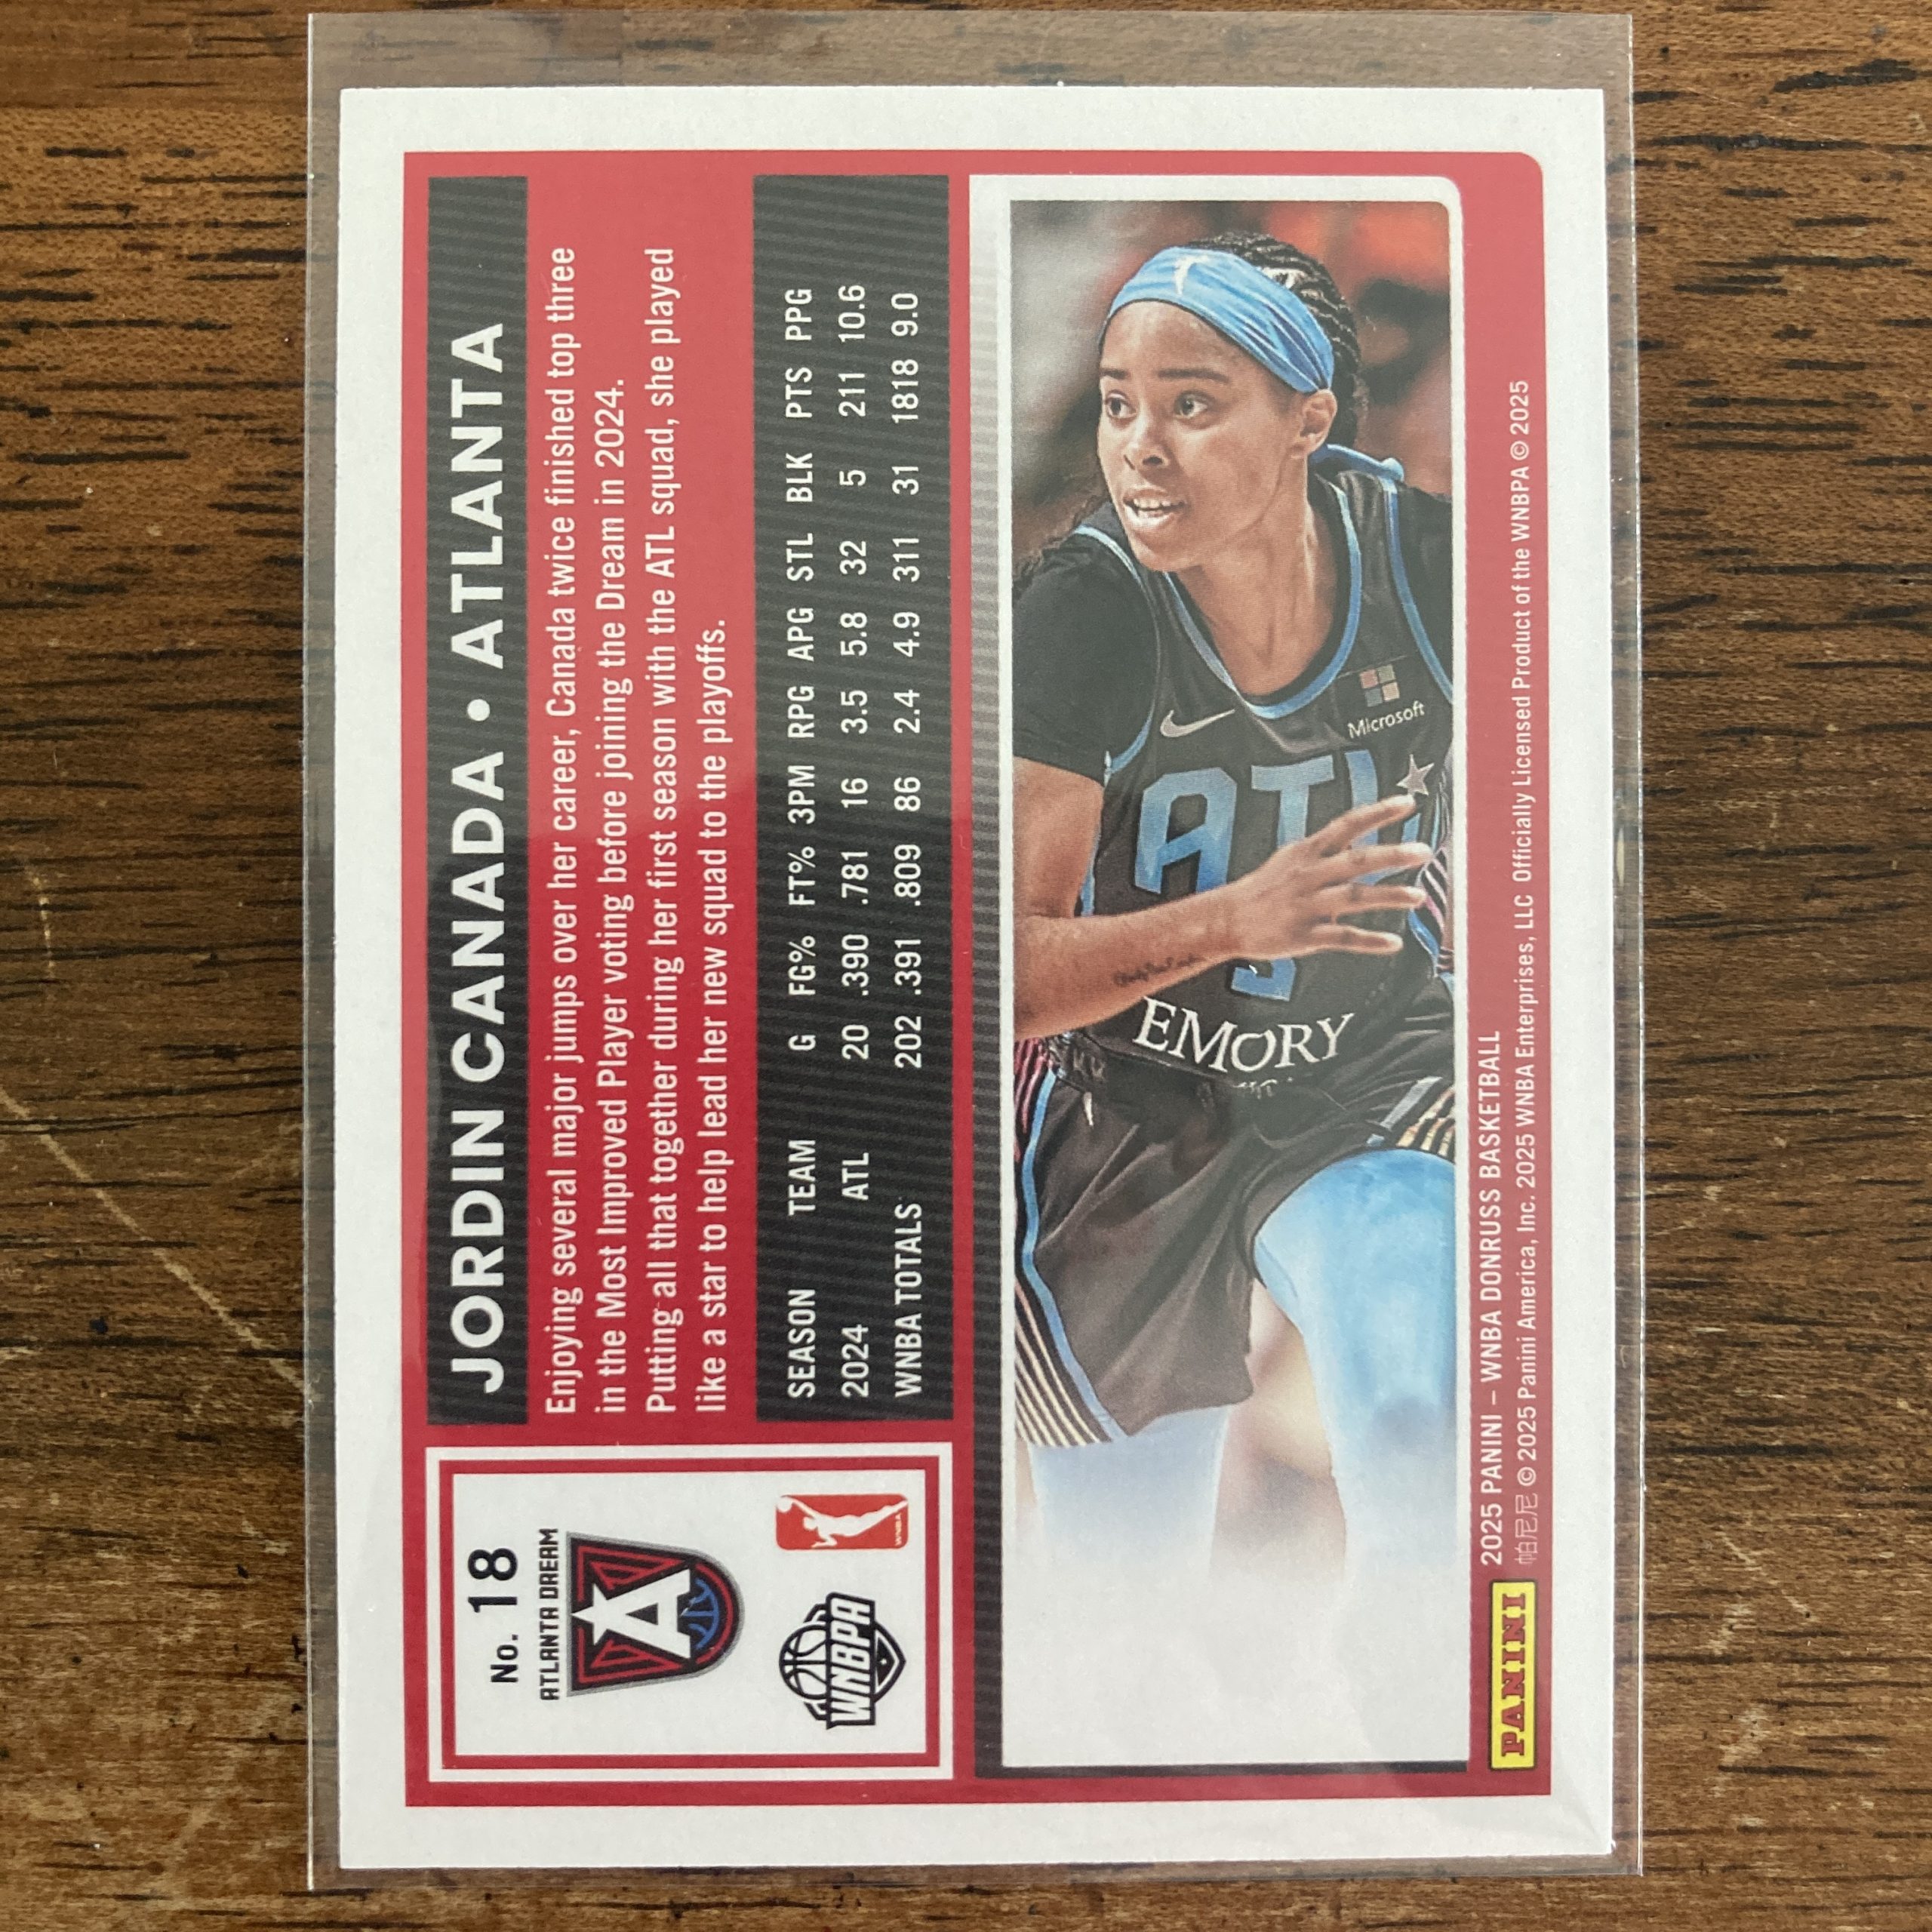 No. 18
ATLANTA DREAM
A
WNBPA
WNBA
JORDIN CANADA • ATLANTA
Enjoying several major jumps over her career, Canada twice finished top three
in the Most Improved Player voting before joining the Dream in 2024.
Putting all that together during her first season with the ATL squad, she played
like a star to help lead her new squad to the playoffs.
SEASON TEAM G FG% FT% 3PM RPG APG STL BLK PTS PPG
2024 ATL 20 .390 .781 16 3.5 5.8 32 5 211 10.6
WNBA TOTALS 202 .391 .809 86 2.4 4.9 311 31 1818 9.0
Microsoft
ATL
EMORY
PANINI
2025 PANINI – WNBA DONRUSS BASKETBALL
帕尼尼 © 2025 Panini America, Inc. 2025 WNBA Enterprises, LLC Officially Licensed Product of the WNBPA © 2025